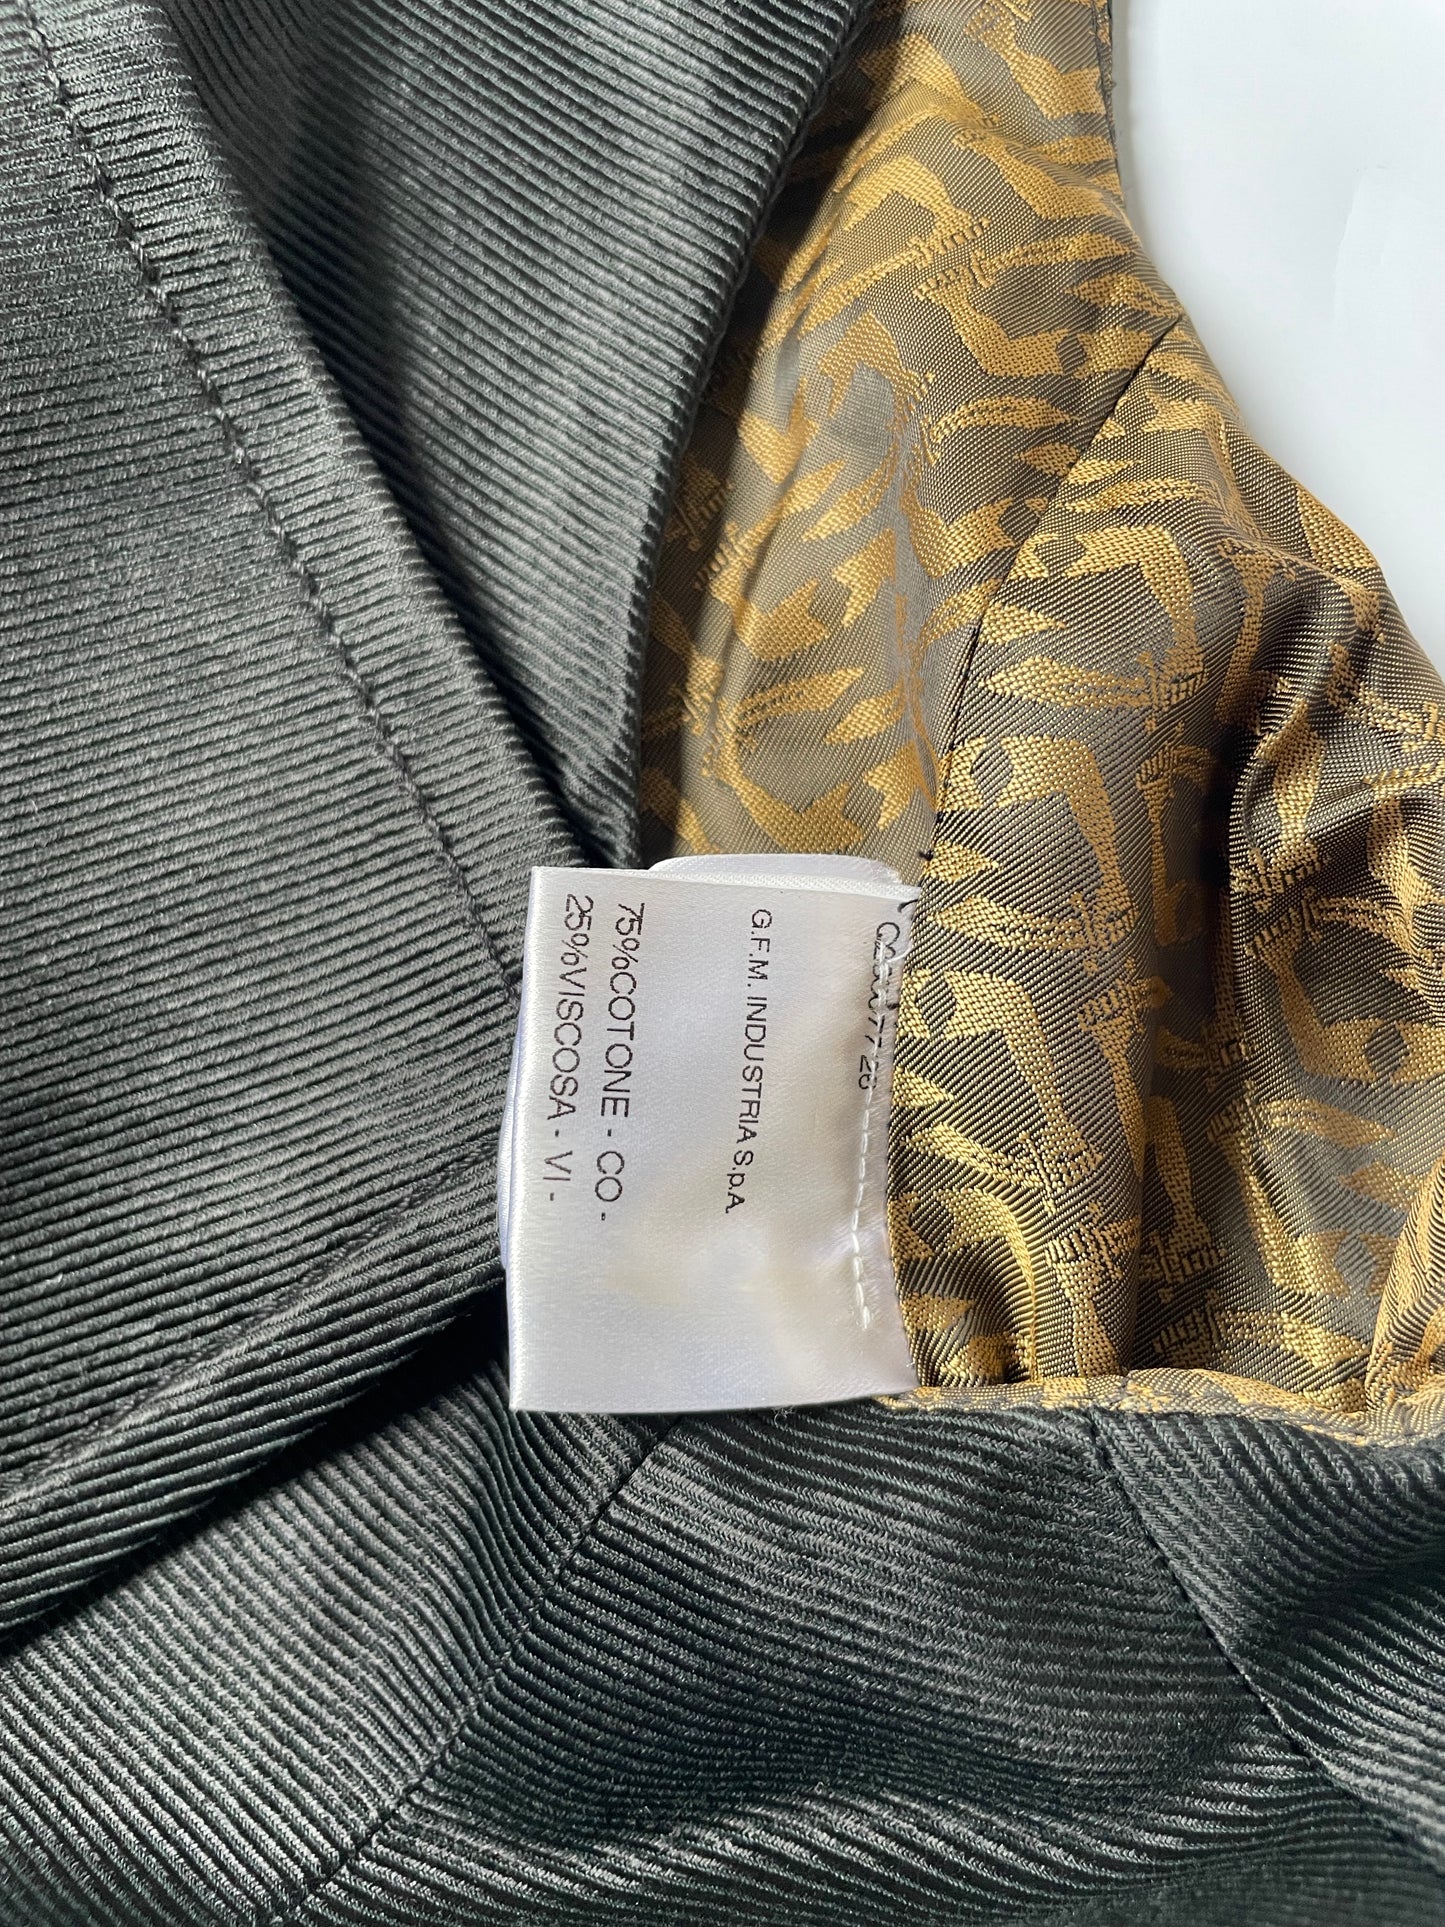 G.F.M. INDUSTRIA S.p.A.
75%COTONE - CO -
25%VISCOSA - VI -